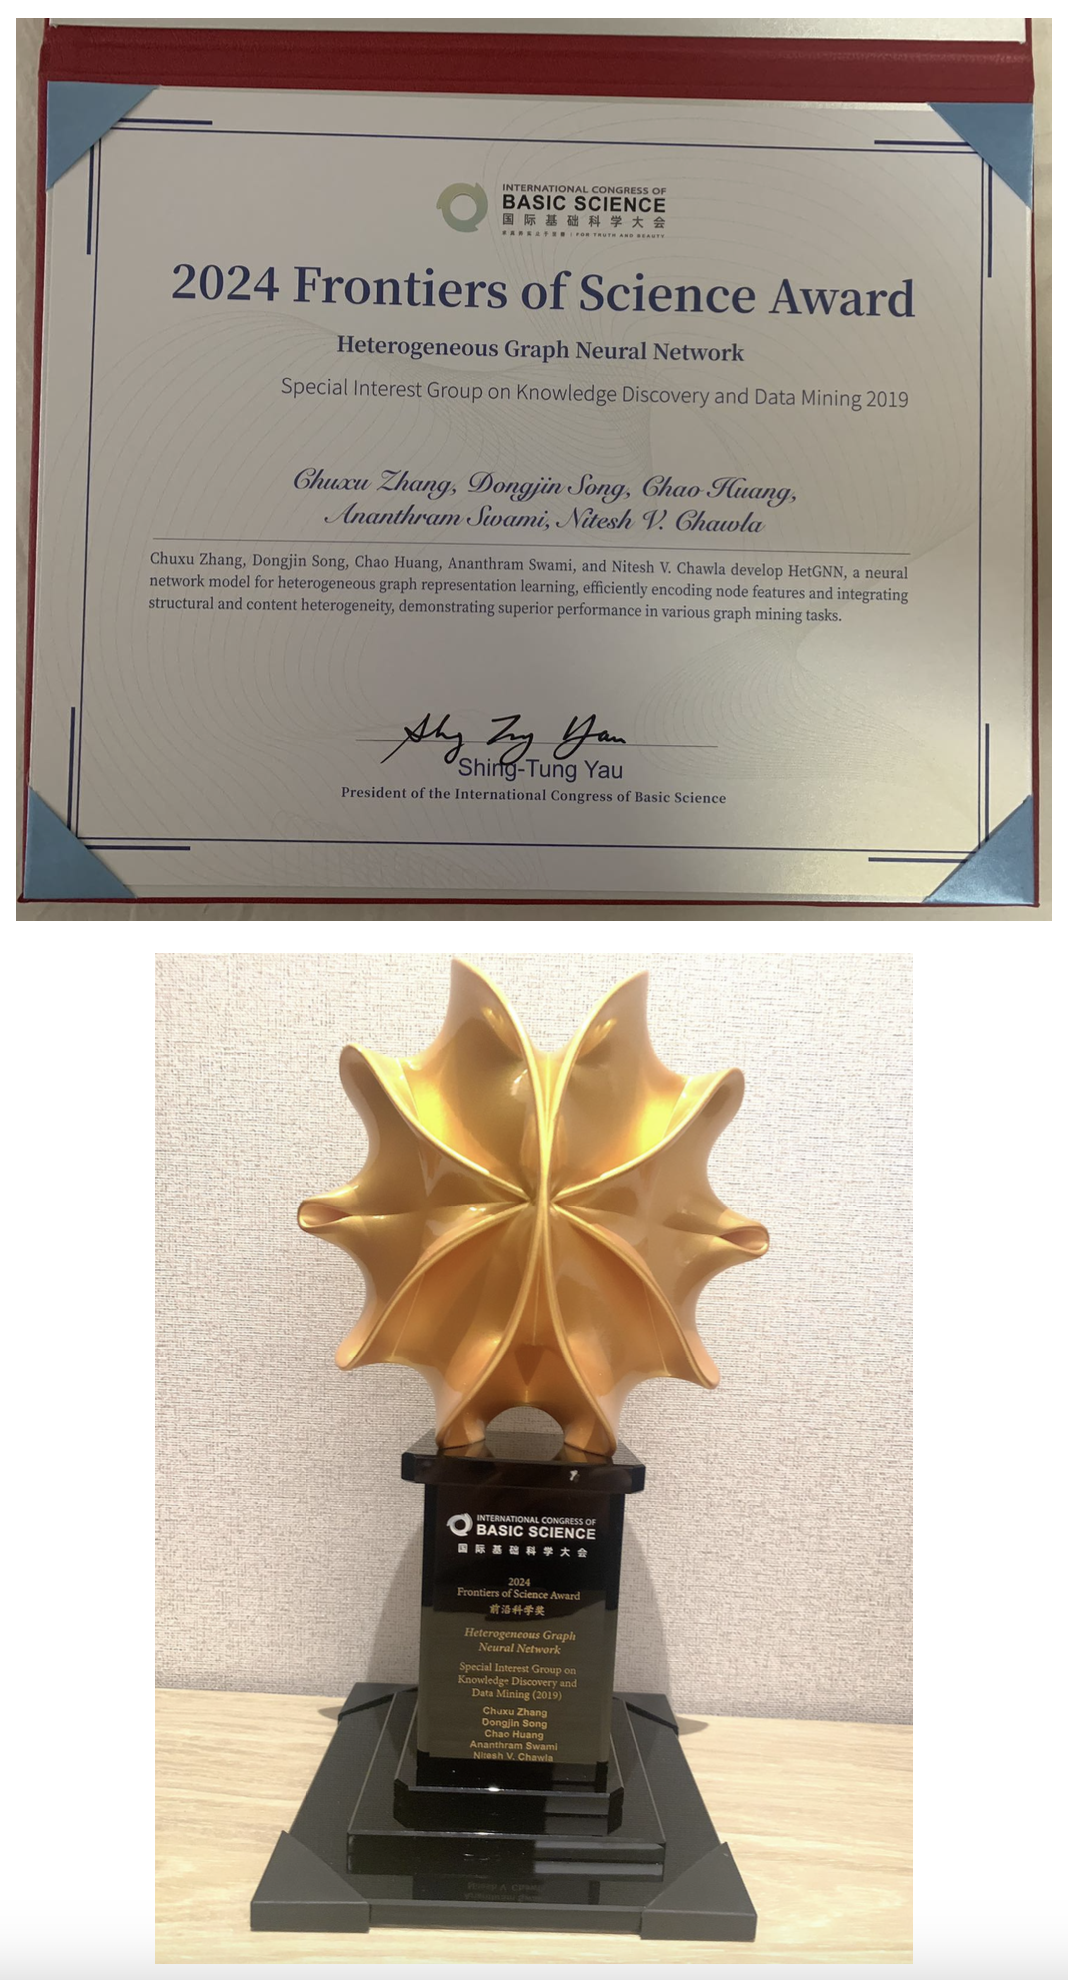 INTERNATIONAL CONGRESS OF
BASIC SCIENCE
国际基础科学大会
FOR TRUTH AND BEAUTY
2024 Frontiers of Science Award
Heterogeneous Graph Neural Network
Special Interest Group on Knowledge Discovery and Data Mining 2019
Chuxu Zhang, Dongjin Song, Chao Huang,
Ananthram Swami, Nitesh V. Chawla
Chuxu Zhang, Dongjin Song, Chao Huang, Ananthram Swami, and Nitesh V. Chawla develop HetGNN, a neural
network model for heterogeneous graph representation learning, efficiently encoding node features and integrating
structural and content heterogeneity, demonstrating superior performance in various graph mining tasks.
Shing-Tung Yau
President of the International Congress of Basic Science
INTERNATIONAL CONGRESS OF
BASIC SCIENCE
国际基础科学大会
2024
Frontiers of Science Award
前沿科学奖
Heterogeneous Graph
Neural Network
Special Interest Group on
Knowledge Discovery and
Data Mining (2019)
Chuxu Zhang
Dongjin Song
Chao Huang
Ananthram Swami
Nitesh V. Chawla